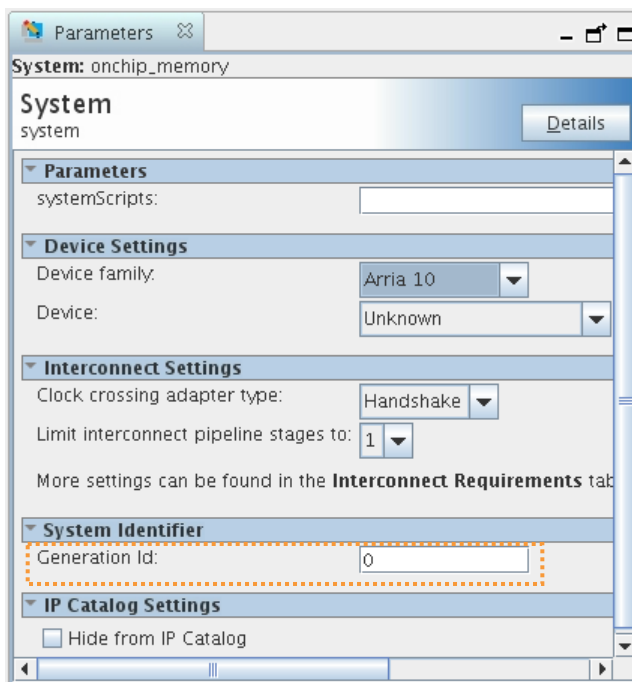 Parameters
System: onchip_memory
System
system
Details
Parameters
systemScripts:
Device Settings
Device family: Arria 10
Device: Unknown
Interconnect Settings
Clock crossing adapter type: Handshake
Limit interconnect pipeline stages to: 1
More settings can be found in the Interconnect Requirements tab
System Identifier
Generation Id: 0
IP Catalog Settings
Hide from IP Catalog